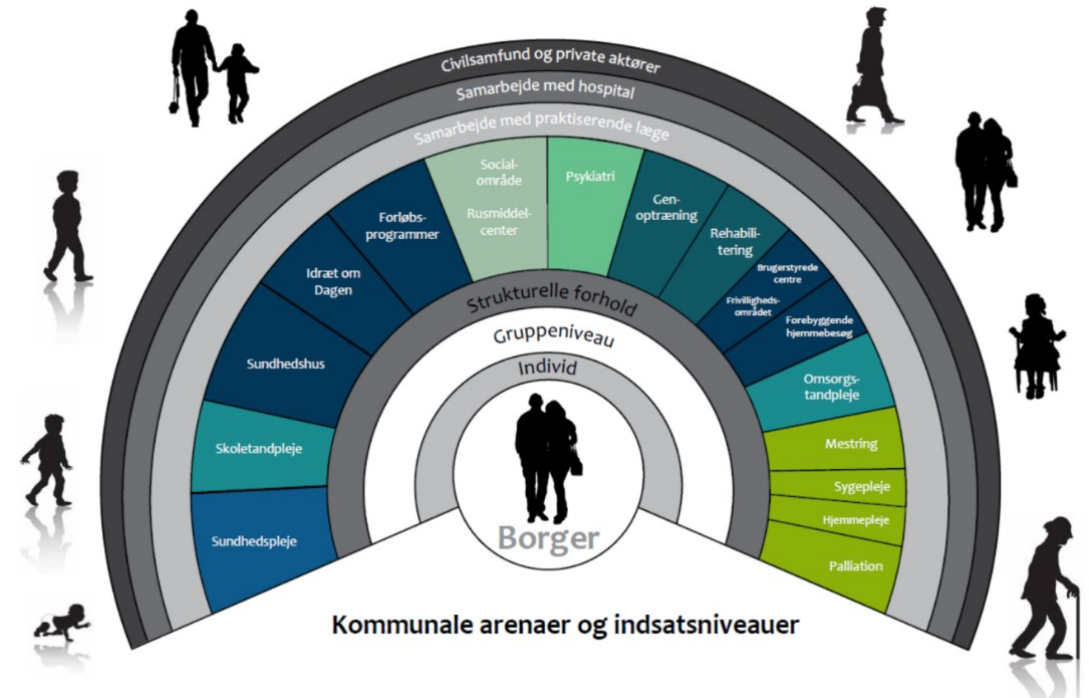 Civilsamfund og private aktører
Samarbejde med hospital
Samarbejde med praktiserende læge
Sundhedspleje
Skoletandpleje
Sundhedshus
Idræt om
Dagen
Forløbs-
programmer
Social-
område
Rusmiddel-
center
Psykiatri
Gen-
optræning
Rehabili-
tering
Brugerstyrede
centre
Frivilligheds-
området
Forebyggende
hjemmebesøg
Omsorgs-
tandpleje
Mestring
Sygepleje
Hjemmepleje
Palliation
Strukturelle forhold
Gruppeniveau
Individ
Borger
Kommunale arenaer og indsatsniveauer